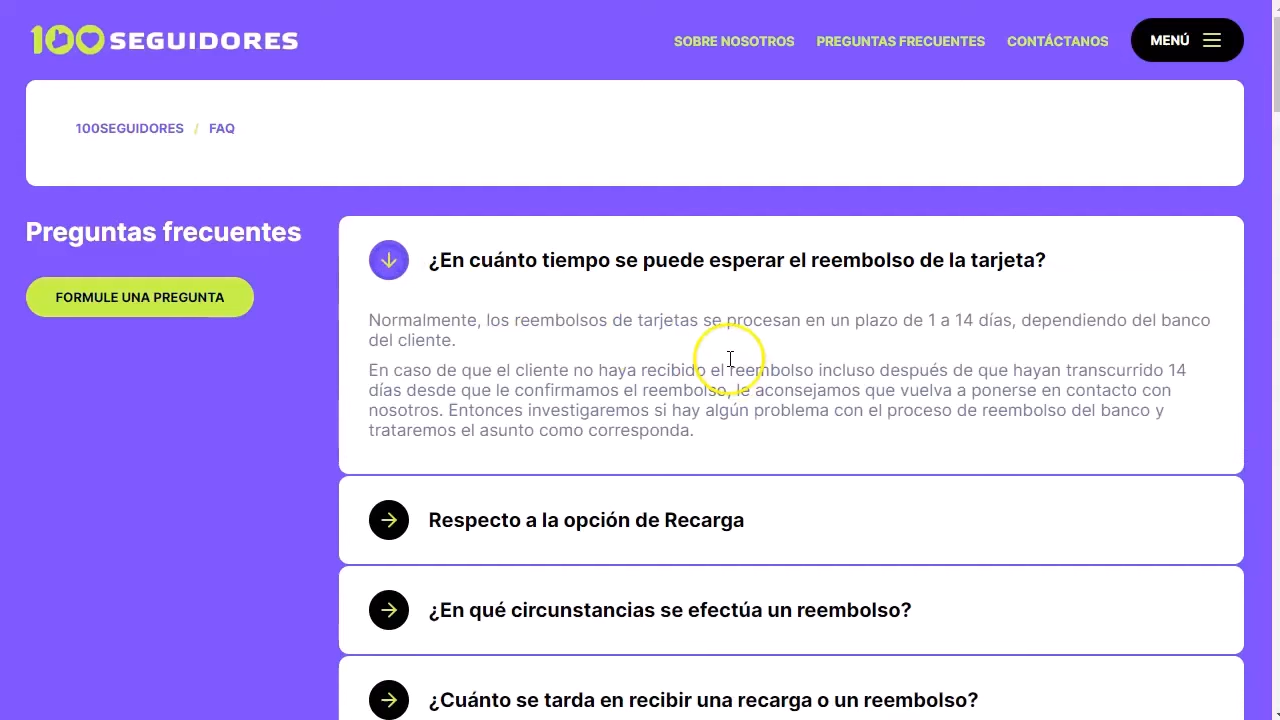 100SEGUIDORES
SOBRE NOSOTROS
PREGUNTAS FRECUENTES
CONTÁCTANOS
MENÚ
100SEGUIDORES / FAQ
Preguntas frecuentes
FORMULE UNA PREGUNTA
¿En cuánto tiempo se puede esperar el reembolso de la tarjeta?
Normalmente, los reembolsos de tarjetas se procesan en un plazo de 1 a 14 días, dependiendo del banco
del cliente.
En caso de que el cliente no haya recibido el reembolso incluso después de que hayan transcurrido 14
días desde que le confirmamos el reembolso, le aconsejamos que vuelva a ponerse en contacto con
nosotros. Entonces investigaremos si hay algún problema con el proceso de reembolso del banco y
trataremos el asunto como corresponda.
Respecto a la opción de Recarga
¿En qué circunstancias se efectúa un reembolso?
¿Cuánto se tarda en recibir una recarga o un reembolso?